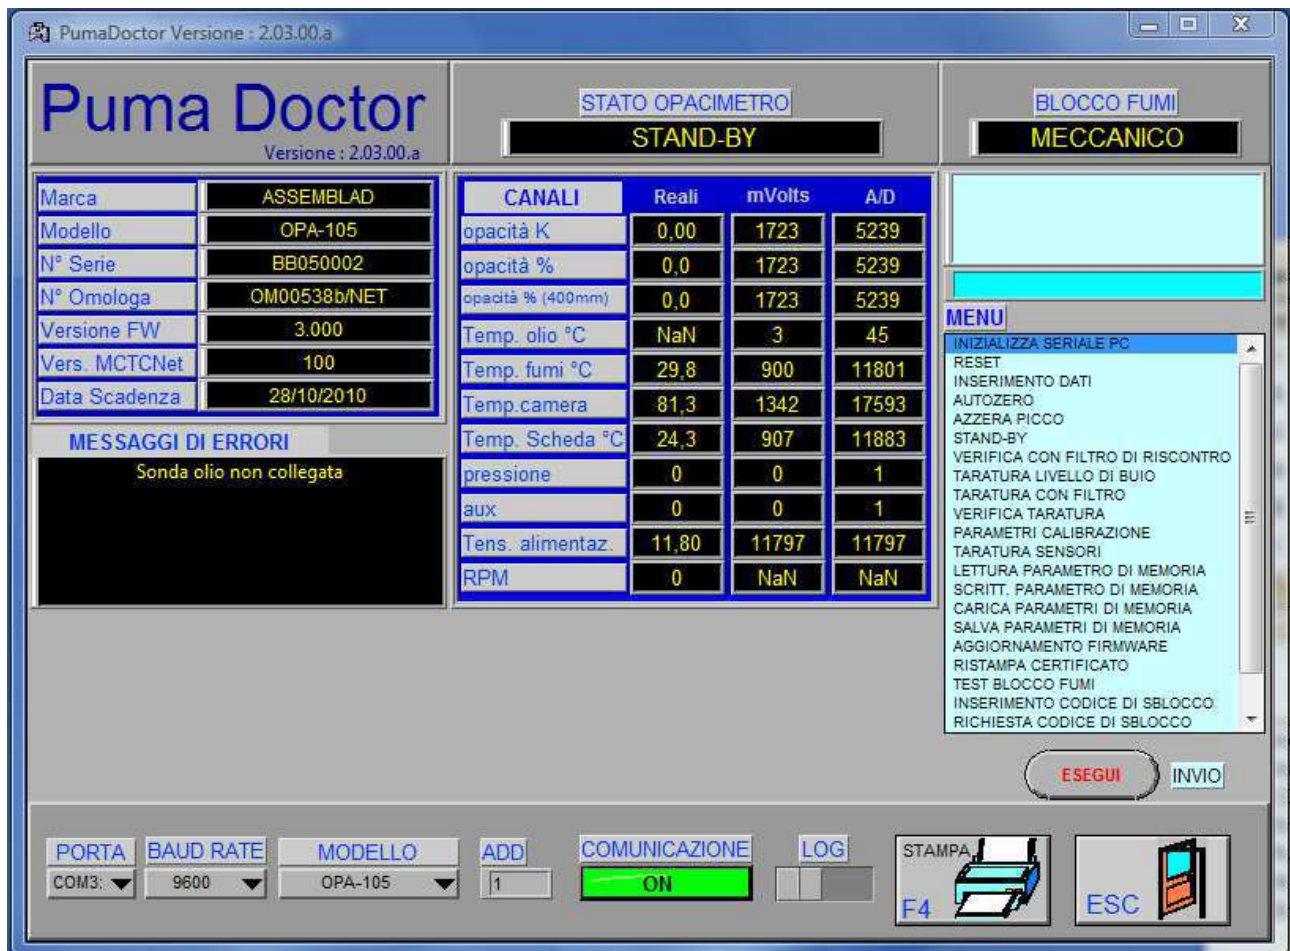 PumaDoctor Versione : 2.03.00.a
Puma Doctor
Versione : 2.03.00.a
STATO OPACIMETRO
STAND-BY
BLOCCO FUMI
MECCANICO
Marca ASSEMBLAD
Modello OPA-105
N° Serie BB050002
N° Omologa OM00538b/NET
Versione FW 3.000
Vers. MCTCNet 100
Data Scadenza 28/10/2010
MESSAGGI DI ERRORI
Sonda olio non collegata
CANALI Reali mVolts A/D
opacità K 0,00 1723 5239
opacità % 0,0 1723 5239
opacità % (400mm) 0,0 1723 5239
Temp. olio °C NaN 3 45
Temp. fumi °C 29,8 900 11801
Temp.camera 81,3 1342 17593
Temp. Scheda °C 24,3 907 11883
pressione 0 0 1
aux 0 0 1
Tens. alimentaz. 11,80 11797 11797
RPM 0 NaN NaN
MENU
INIZIALIZZA SERIALE PC
RESET
INSERIMENTO DATI
AUTOZERO
AZZERA PICCO
STAND-BY
VERIFICA CON FILTRO DI RISCONTRO
TARATURA LIVELLO DI BUIO
TARATURA CON FILTRO
VERIFICA TARATURA
PARAMETRI CALIBRAZIONE
TARATURA SENSORI
LETTURA PARAMETRO DI MEMORIA
SCRITT. PARAMETRO DI MEMORIA
CARICA PARAMETRI DI MEMORIA
SALVA PARAMETRI DI MEMORIA
AGGIORNAMENTO FIRMWARE
RISTAMPA CERTIFICATO
TEST BLOCCO FUMI
INSERIMENTO CODICE DI SBLOCCO
RICHIESTA CODICE DI SBLOCCO
ESEGUI INVIO
PORTA BAUD RATE MODELLO ADD COMUNICAZIONE LOG
COM3: 9600 OPA-105 1 ON
STAMPA
F4
ESC